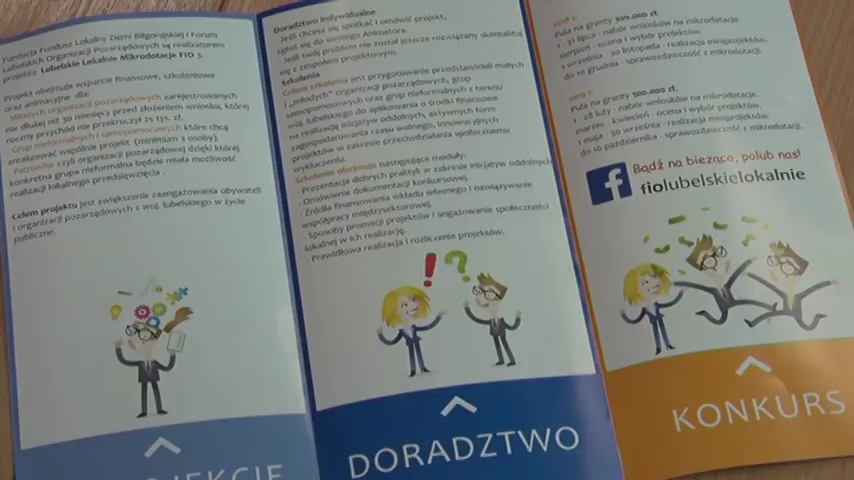 Fundacja Fundusz Lokalny Ziemi Biłgorajskiej i Forum
Lubelskich Organizacji Pozarządowych są realizatorem
projektu Lubelskie Lokalnie Mikrodotacje FIO 3.
Projekt obejmuje wsparcie finansowe, szkoleniowe
oraz animacyjne dla:
Młodych organizacji pozarządowych zarejestrowanych
nie dłużej niż 30 miesięcy przed złożeniem wniosku, której
roczny przychód nie przekroczył 25 tys. zł.
Grup nieformalnych i samopomocowych które chcą
zrealizować wspólnie projekt (minimum 3 osoby).
Patronów czyli organizacji pozarządowej dzięki której
konkretna grupa nieformalna będzie miała możliwość
realizacji lokalnego przedsięwzięcia.
Celem projektu jest zwiększenie zaangażowania obywateli
i organizacji pozarządowych z woj. lubelskiego w życie
publiczne.
Doradztwo indywidualne
Jeśli chcesz się spotkać i omówić projekt,
zgłoś się do swojego Animatora.
Jeśli twój problem nie został jeszcze rozwiązany skontaktuj
się z zespołem projektowym.
Szkolenia
Celem szkolenia jest przygotowanie przedstawicieli małych
i „młodych" organizacji pozarządowych, grup
samopomocowych oraz grup nieformalnych z terenu
woj. lubelskiego do aplikowania o środki finansowe
na realizację inicjatyw oddolnych, aktywnych form
zagospodarowania czasu wolnego, innowacyjnych
projektów w zakresie przeciwdziałania społecznemu
wykluczeniu.
Szkolenie obejmuje następujące moduły:
· Prezentacja dobrych praktyk w zakresie inicjatyw oddolnych
· Omówienie dokumentacji konkursowej.
· Źródła finansowania wkładu własnego i nawiązywanie
współpracy międzysektorowej.
· Sposoby promocji projektów i angażowanie społeczności
lokalnej w ich realizację.
· Prawidłowa realizacja i rozliczenie projektów.
!?
DORADZTWO
2018 r.
Pula na granty 500.000 zł.
1 - 31 lipca - nabór wniosków na mikrodotacje.
sierpień - ocena i wybór projektów.
1 września - 30 listopada - realizacja miniprojektów.
do 10 grudnia - sprawozdawczość z mikrodotacji.
2019 r.
Pula na granty 500.000 zł.
1 - 28 luty - nabór wniosków na mikrodotacje.
marzec - kwiecień - ocena i wybór projektów.
1 maja - 30 września - realizacja miniprojektów.
do 10 października - sprawozdawczość z mikrodotacji.
Bądź na bieżąco, polub nas!
f fiolubelskielokalnie
KONKURS